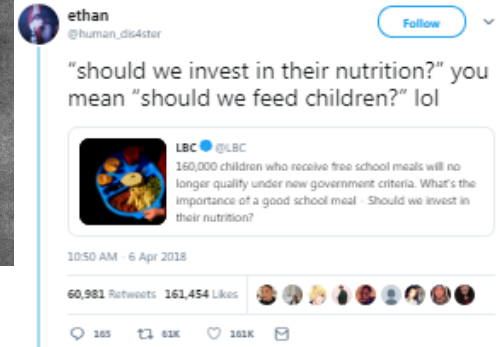 ethan
@human_dis4ster
Follow
“should we invest in their nutrition?” you
mean “should we feed children?” lol
LBC @LBC
160,000 children who receive free school meals will no
longer qualify under new government criteria. What's the
importance of a good school meal - Should we invest in
their nutrition?
10:50 AM - 6 Apr 2018
60,981 Retweets 161,454 Likes
165 61K 161K